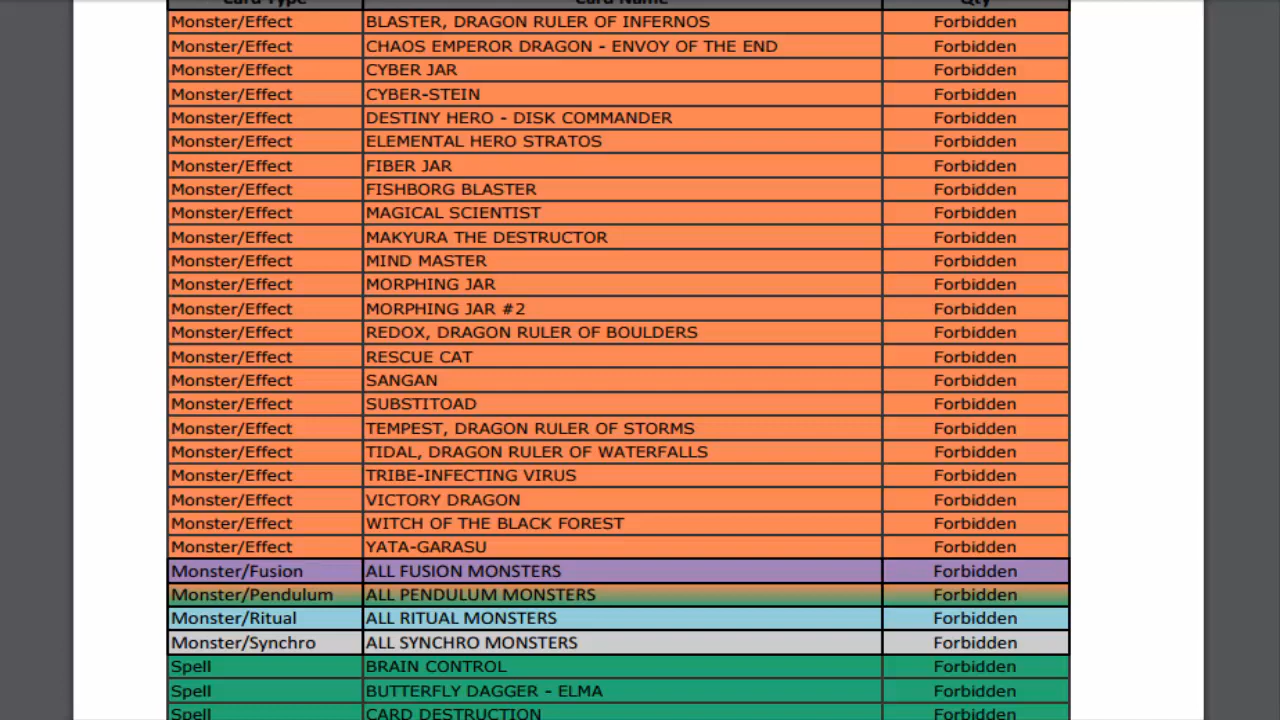 Card Type Card Name Qty
Monster/Effect BLASTER, DRAGON RULER OF INFERNOS Forbidden
Monster/Effect CHAOS EMPEROR DRAGON - ENVOY OF THE END Forbidden
Monster/Effect CYBER JAR Forbidden
Monster/Effect CYBER-STEIN Forbidden
Monster/Effect DESTINY HERO - DISK COMMANDER Forbidden
Monster/Effect ELEMENTAL HERO STRATOS Forbidden
Monster/Effect FIBER JAR Forbidden
Monster/Effect FISHBORG BLASTER Forbidden
Monster/Effect MAGICAL SCIENTIST Forbidden
Monster/Effect MAKYURA THE DESTRUCTOR Forbidden
Monster/Effect MIND MASTER Forbidden
Monster/Effect MORPHING JAR Forbidden
Monster/Effect MORPHING JAR #2 Forbidden
Monster/Effect REDOX, DRAGON RULER OF BOULDERS Forbidden
Monster/Effect RESCUE CAT Forbidden
Monster/Effect SANGAN Forbidden
Monster/Effect SUBSTITOAD Forbidden
Monster/Effect TEMPEST, DRAGON RULER OF STORMS Forbidden
Monster/Effect TIDAL, DRAGON RULER OF WATERFALLS Forbidden
Monster/Effect TRIBE-INFECTING VIRUS Forbidden
Monster/Effect VICTORY DRAGON Forbidden
Monster/Effect WITCH OF THE BLACK FOREST Forbidden
Monster/Effect YATA-GARASU Forbidden
Monster/Fusion ALL FUSION MONSTERS Forbidden
Monster/Pendulum ALL PENDULUM MONSTERS Forbidden
Monster/Ritual ALL RITUAL MONSTERS Forbidden
Monster/Synchro ALL SYNCHRO MONSTERS Forbidden
Spell BRAIN CONTROL Forbidden
Spell BUTTERFLY DAGGER - ELMA Forbidden
Spell CARD DESTRUCTION Forbidden